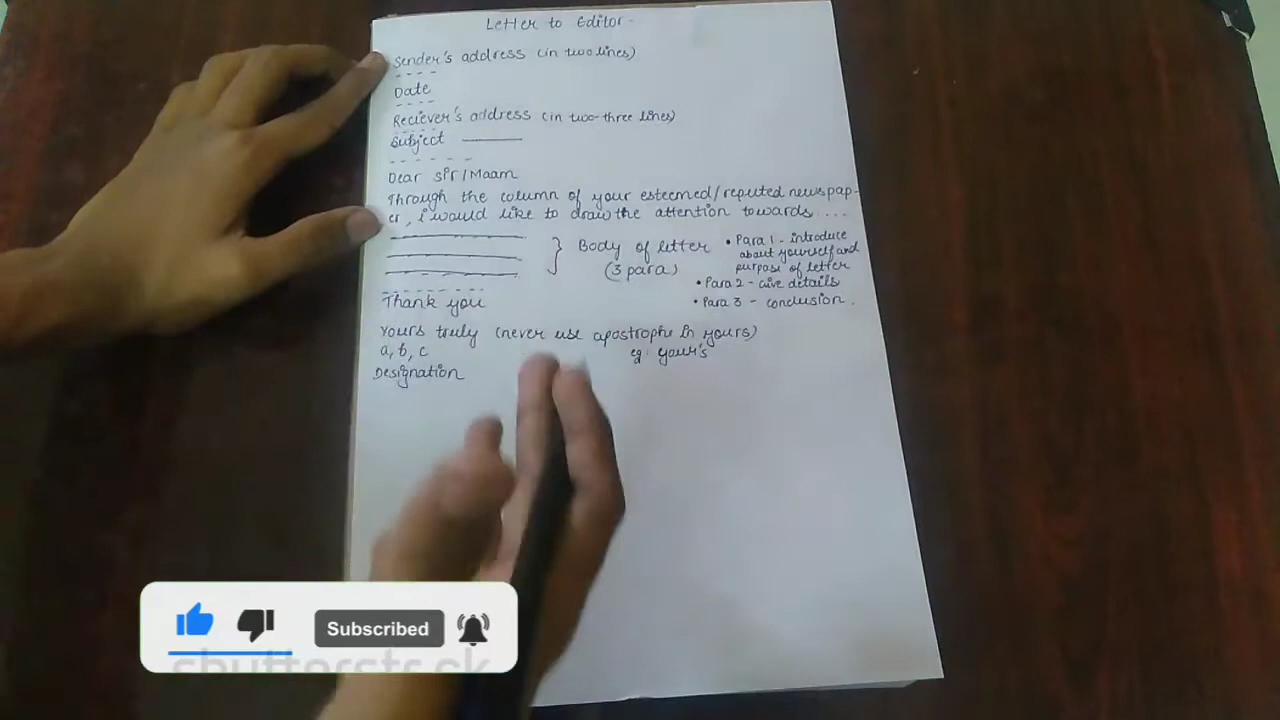 Letter to Editor-
Sender's address (in two lines)
Date
Reciever's address (in two-three lines)
Subject
Dear Sir/Maam
Through the column of your esteemed/reputed newspap-
er, i would like to draw the attention towards ....
Body of letter
(3 para)
• Para 1 - introduce
about yourself and
purpose of letter
• Para 2 - Give details
• Para 3 - conclusion.
Thank you
Yours truly (never use apostrophe in yours)
a, b, c
eg: your's
Designation
Subscribed
shutterstock